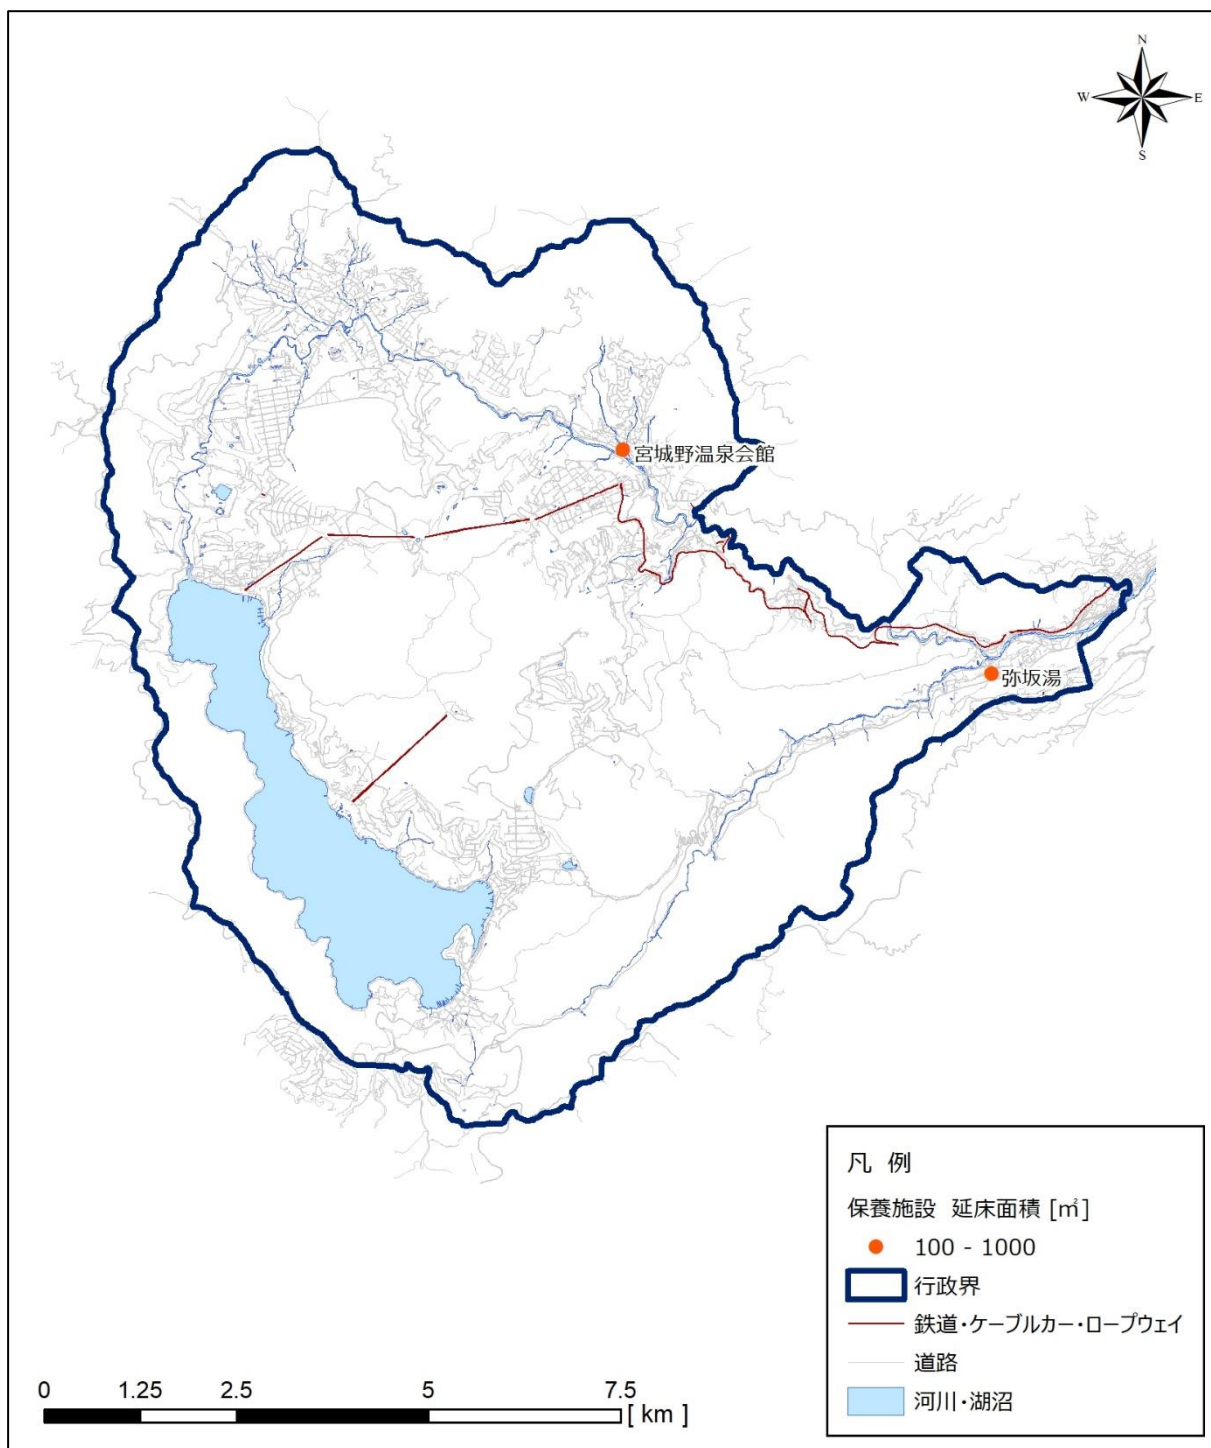 N
W E
S
宮城野温泉会館
弥坂湯
凡 例
保養施設 延床面積 [㎡]
100 - 1000
行政界
鉄道・ケーブルカー・ロープウェイ
道路
河川・湖沼
0 1.25 2.5 5 7.5
[ km ]